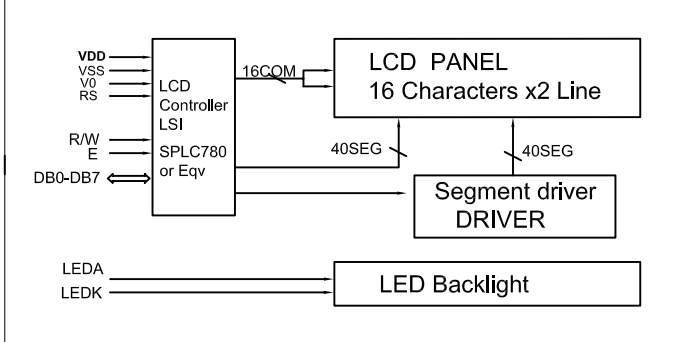 VDD
VSS
V0
RS
R/W
E
DB0-DB7
LCD
Controller
LSI
SPLC780
or Eqv
16COM
LCD PANEL
16 Characters x2 Line
40SEG
40SEG
Segment driver
DRIVER
LEDA
LEDK
LED Backlight